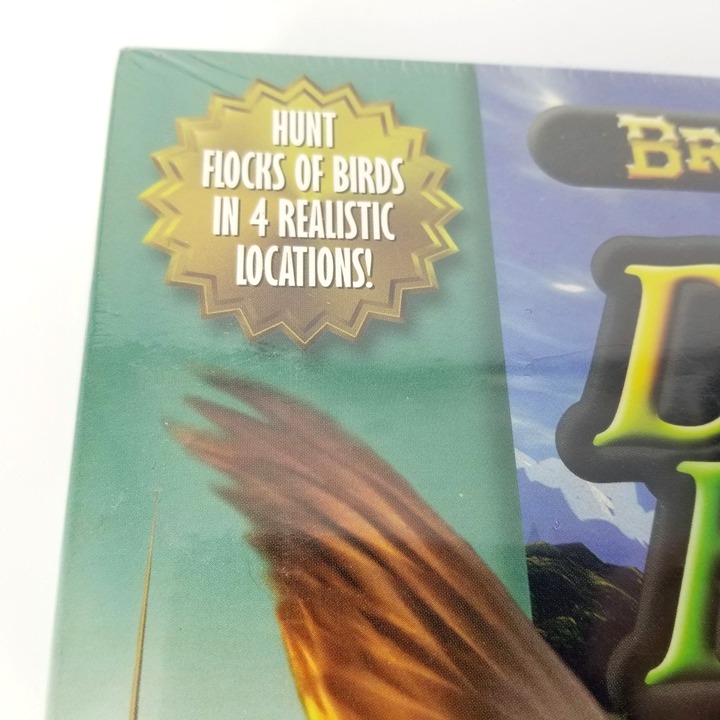 HUNT
FLOCKS OF BIRDS
IN 4 REALISTIC
LOCATIONS!